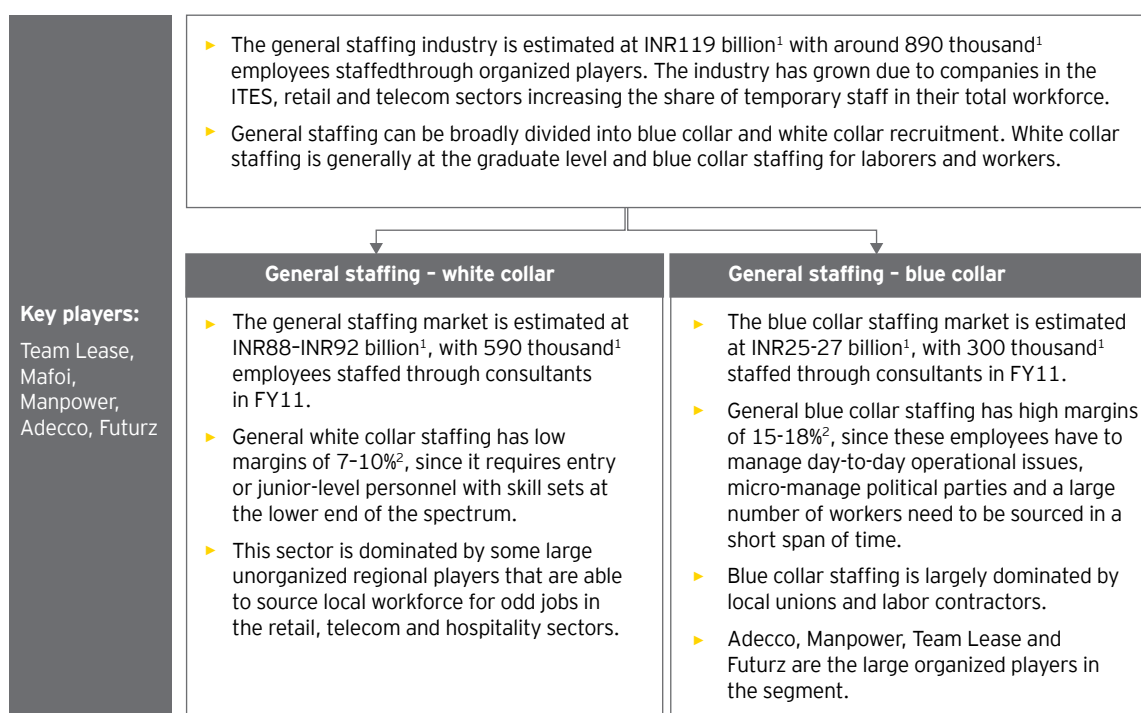 ► The general staffing industry is estimated at INR119 billion¹ with around 890 thousand¹
employees staffedthrough organized players. The industry has grown due to companies in the
ITES, retail and telecom sectors increasing the share of temporary staff in their total workforce.
► General staffing can be broadly divided into blue collar and white collar recruitment. White collar
staffing is generally at the graduate level and blue collar staffing for laborers and workers.
Key players:
Team Lease,
Mafoi,
Manpower,
Adecco, Futurz
General staffing – white collar
► The general staffing market is estimated at
INR88–INR92 billion¹, with 590 thousand¹
employees staffed through consultants
in FY11.
► General white collar staffing has low
margins of 7–10%², since it requires entry
or junior-level personnel with skill sets at
the lower end of the spectrum.
► This sector is dominated by some large
unorganized regional players that are able
to source local workforce for odd jobs in
the retail, telecom and hospitality sectors.
General staffing – blue collar
► The blue collar staffing market is estimated
at INR25-27 billion¹, with 300 thousand¹
staffed through consultants in FY11.
► General blue collar staffing has high margins
of 15-18%², since these employees have to
manage day-to-day operational issues,
micro-manage political parties and a large
number of workers need to be sourced in a
short span of time.
► Blue collar staffing is largely dominated by
local unions and labor contractors.
► Adecco, Manpower, Team Lease and
Futurz are the large organized players in
the segment.